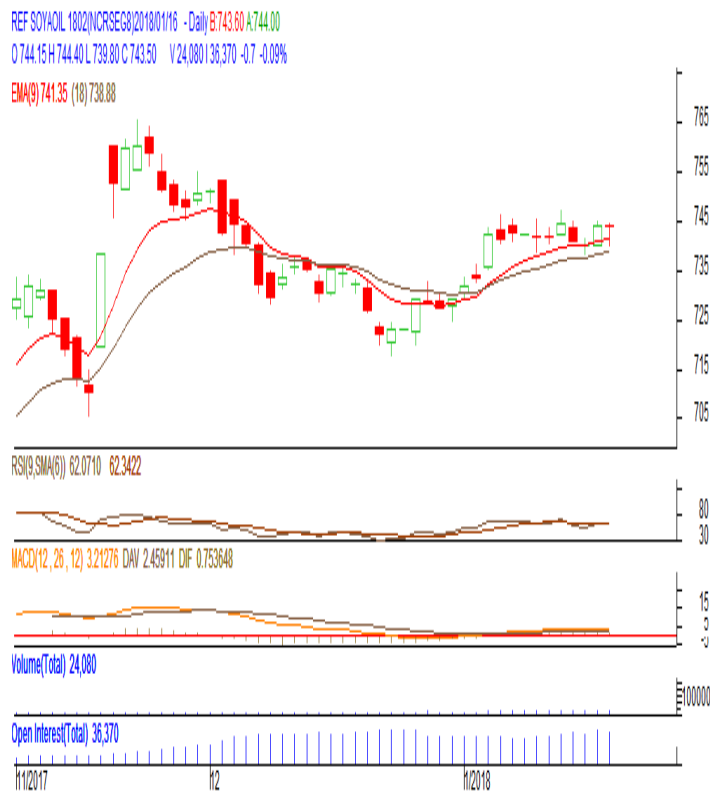 REF SOYAOIL 1802(NCRSEG8)2018/01/16 - Daily B:743.60 A:744.00
O 744.15 H 744.40 L 739.80 C 743.50 V 24,080 I 36,370 -0.7 -0.09%
EMA(9) 741.35 (18) 738.88
765
755
745
735
725
715
705
RSI(9,SMA(6)) 62.0710 62.3422
80
30
MACD(12 , 26 , 12) 3.21276 DAV 2.45911 DIF 0.753648
15
Volume(Total) 24,080
100000
Open Interest(Total) 36,370
11/2017 12 1/2018